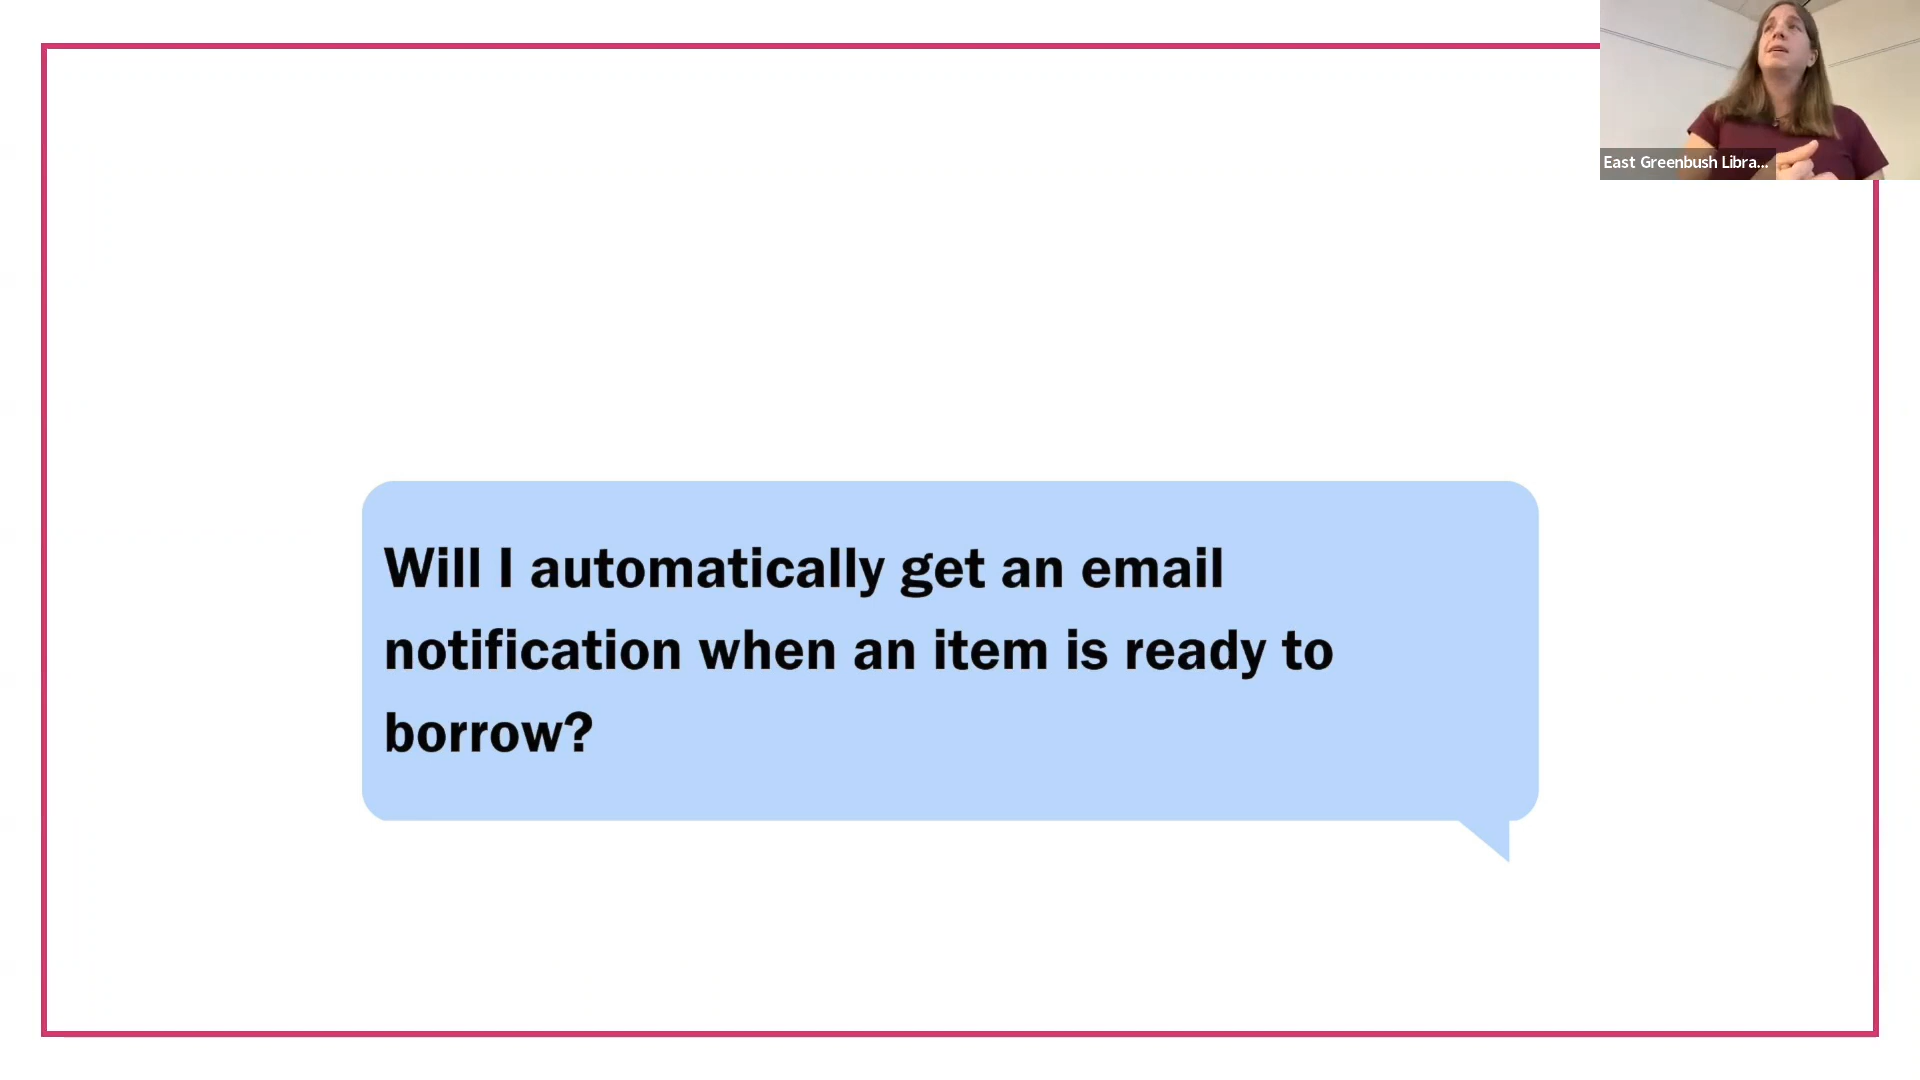 East Greenbush Libra...
Will I automatically get an email
notification when an item is ready to
borrow?